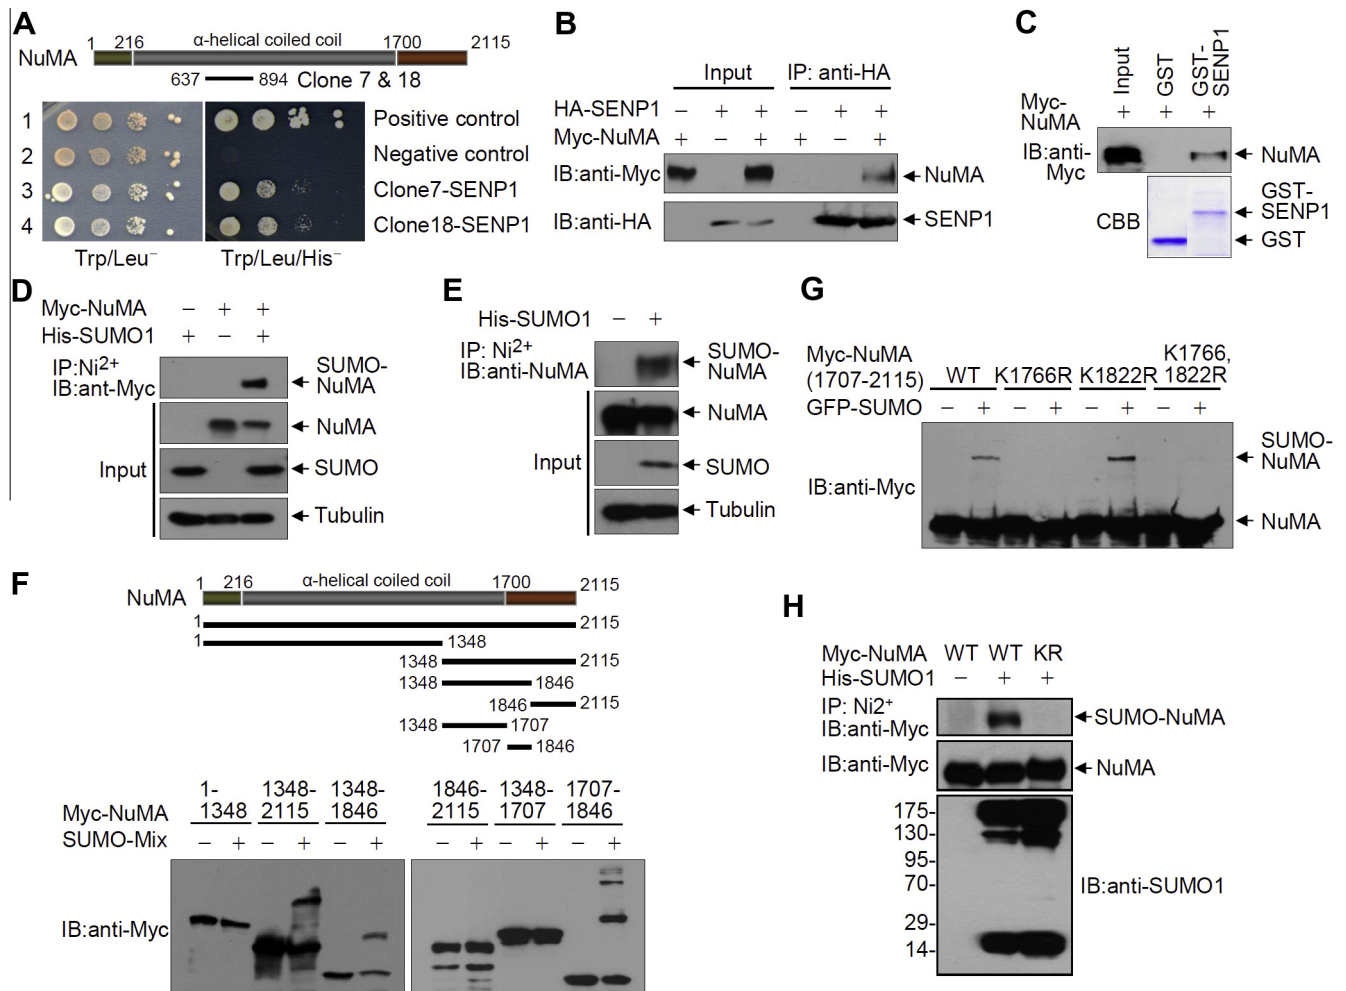 A
1 216 α-helical coiled coil 1700 2115
NuMA
637 894 Clone 7 & 18
1 Positive control
2 Negative control
3 Clone7-SENP1
4 Clone18-SENP1
Trp/Leu− Trp/Leu/His−
B
Input IP: anti-HA
HA-SENP1 − + + − + +
Myc-NuMA + − + + − +
IB:anti-Myc NuMA
IB:anti-HA SENP1
C
Input GST GST-SENP1
Myc-
NuMA + + +
IB:anti-
Myc
NuMA
CBB
GST-
SENP1
GST
D
Myc-NuMA − + +
His-SUMO1 + − +
IP:Ni2+
IB:ant-Myc
SUMO-
NuMA
NuMA
Input SUMO
Tubulin
E
His-SUMO1 − +
IP: Ni2+
IB:anti-NuMA
SUMO-
NuMA
NuMA
Input SUMO
Tubulin
G
Myc-NuMA
(1707-2115) WT K1766R K1822R K1766,
1822R
GFP-SUMO − + − + − + − +
SUMO-
NuMA
IB:anti-Myc
NuMA
F
1 216 α-helical coiled coil 1700 2115
NuMA
1 2115
1 1348
1348 2115
1348 1846
1846 2115
1348 1707
1707 1846
Myc-NuMA 1-
1348 1348-
2115 1348-
1846 1846-
2115 1348-
1707 1707-
1846
SUMO-Mix − + − + − + − + − + − +
IB:anti-Myc
H
Myc-NuMA WT WT KR
His-SUMO1 − + +
IP: Ni2+
IB:anti-Myc
SUMO-NuMA
IB:anti-Myc NuMA
175-
130-
95-
70-
29-
14-
IB:anti-SUMO1